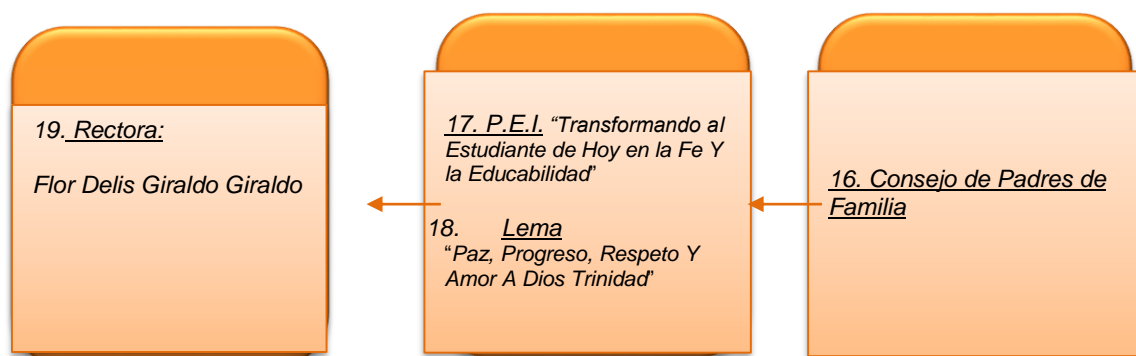 19. Rectora:
Flor Delis Giraldo Giraldo
17. P.E.I. “Transformando al
Estudiante de Hoy en la Fe Y
la Educabilidad”
18. Lema
“Paz, Progreso, Respeto Y
Amor A Dios Trinidad”
16. Consejo de Padres de
Familia